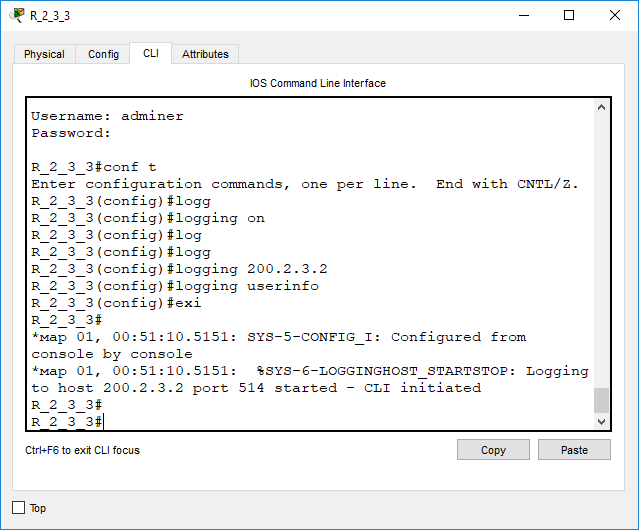 R_2_3_3
Physical Config CLI Attributes
IOS Command Line Interface
Username: adminer
Password:
R_2_3_3#conf t
Enter configuration commands, one per line.  End with CNTL/Z.
R_2_3_3(config)#logg
R_2_3_3(config)#logging on
R_2_3_3(config)#log
R_2_3_3(config)#logg
R_2_3_3(config)#logging 200.2.3.2
R_2_3_3(config)#logging userinfo
R_2_3_3(config)#exi
R_2_3_3#
*мар 01, 00:51:10.5151: SYS-5-CONFIG_I: Configured from
console by console
*мар 01, 00:51:10.5151:  %SYS-6-LOGGINGHOST_STARTSTOP: Logging
to host 200.2.3.2 port 514 started - CLI initiated
R_2_3_3#
R_2_3_3#
Ctrl+F6 to exit CLI focus Copy Paste
Top